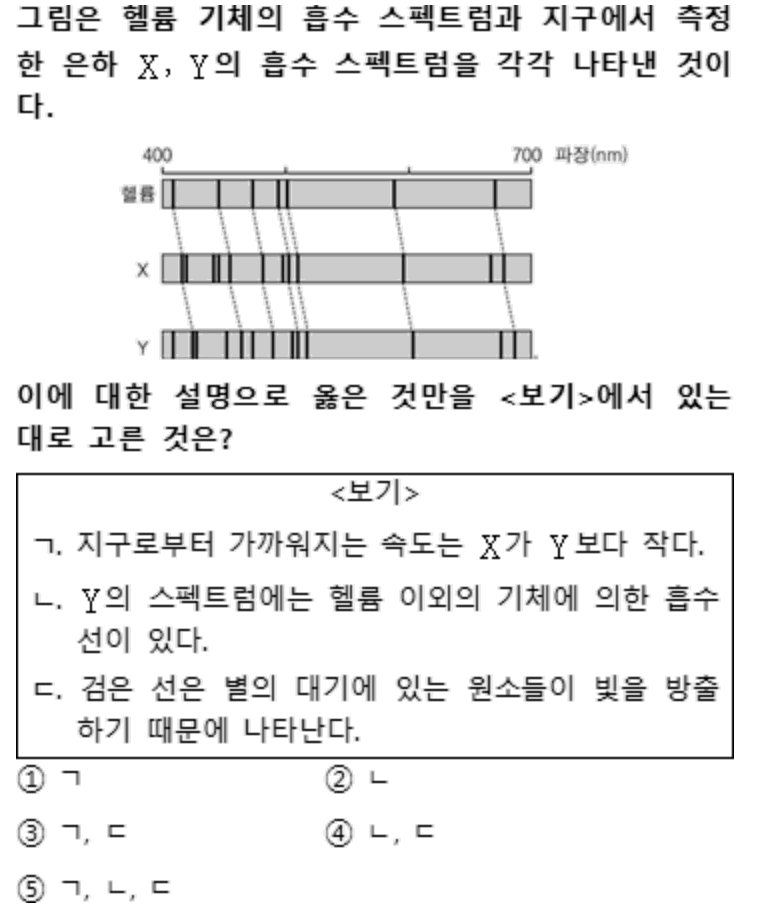 그림은 헬륨 기체의 흡수 스펙트럼과 지구에서 측정
한 은하 X, Y의 흡수 스펙트럼을 각각 나타낸 것이
다.
400 700 파장(nm)
헬륨
X
Y
이에 대한 설명으로 옳은 것만을 <보기>에서 있는
대로 고른 것은?
<보기>
ㄱ. 지구로부터 가까워지는 속도는 X가 Y보다 작다.
ㄴ. Y의 스펙트럼에는 헬륨 이외의 기체에 의한 흡수
선이 있다.
ㄷ. 검은 선은 별의 대기에 있는 원소들이 빛을 방출
하기 때문에 나타난다.
① ㄱ ② ㄴ
③ ㄱ, ㄷ ④ ㄴ, ㄷ
⑤ ㄱ, ㄴ, ㄷ